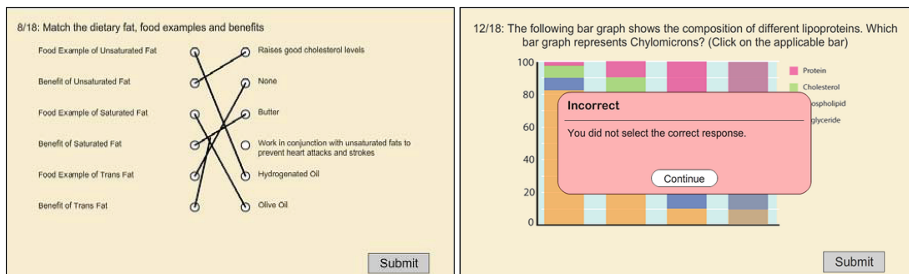 8/18: Match the dietary fat, food examples and benefits
Food Example of Unsaturated Fat
Raises good cholesterol levels
Benefit of Unsaturated Fat
None
Food Example of Saturated Fat
Butter
Benefit of Saturated Fat
Work in conjunction with unsaturated fats to
prevent heart attacks and strokes
Food Example of Trans Fat
Hydrogenated Oil
Benefit of Trans Fat
Olive Oil
Submit
12/18: The following bar graph shows the composition of different lipoproteins. Which
bar graph represents Chylomicrons? (Click on the applicable bar)
100
80
60
40
20
0
Protein
Cholesterol
ospholipid
glyceride
Incorrect
You did not select the correct response.
Continue
Submit